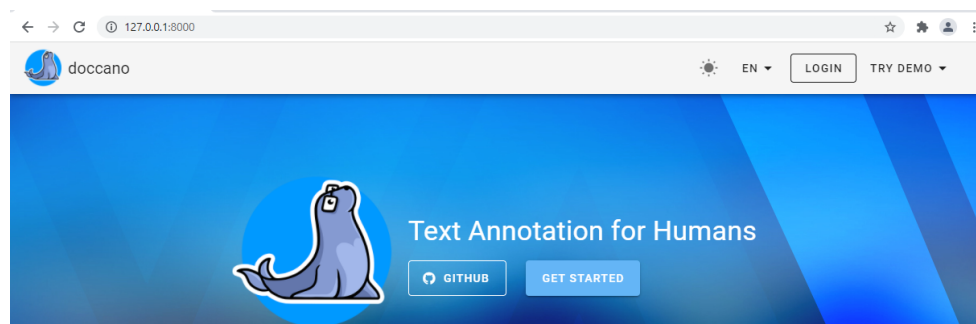 127.0.0.1:8000
doccano EN LOGIN TRY DEMO
Text Annotation for Humans
GITHUB GET STARTED